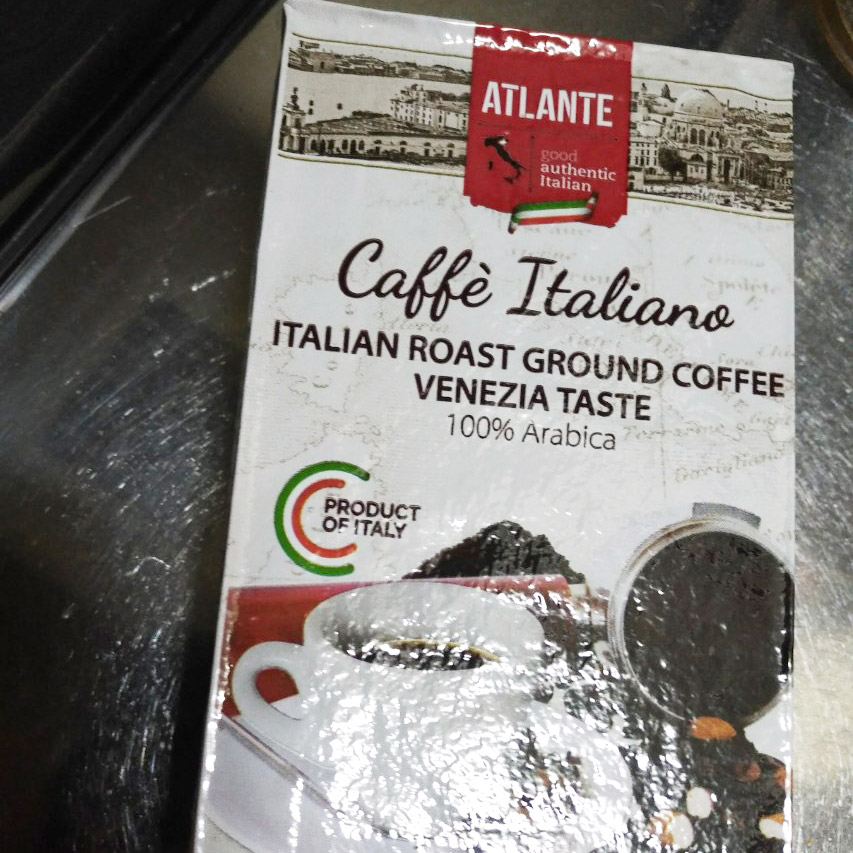 ATLANTE
good
authentic
Italian
Caffè Italiano
ITALIAN ROAST GROUND COFFEE
VENEZIA TASTE
100% Arabica
PRODUCT
OF ITALY